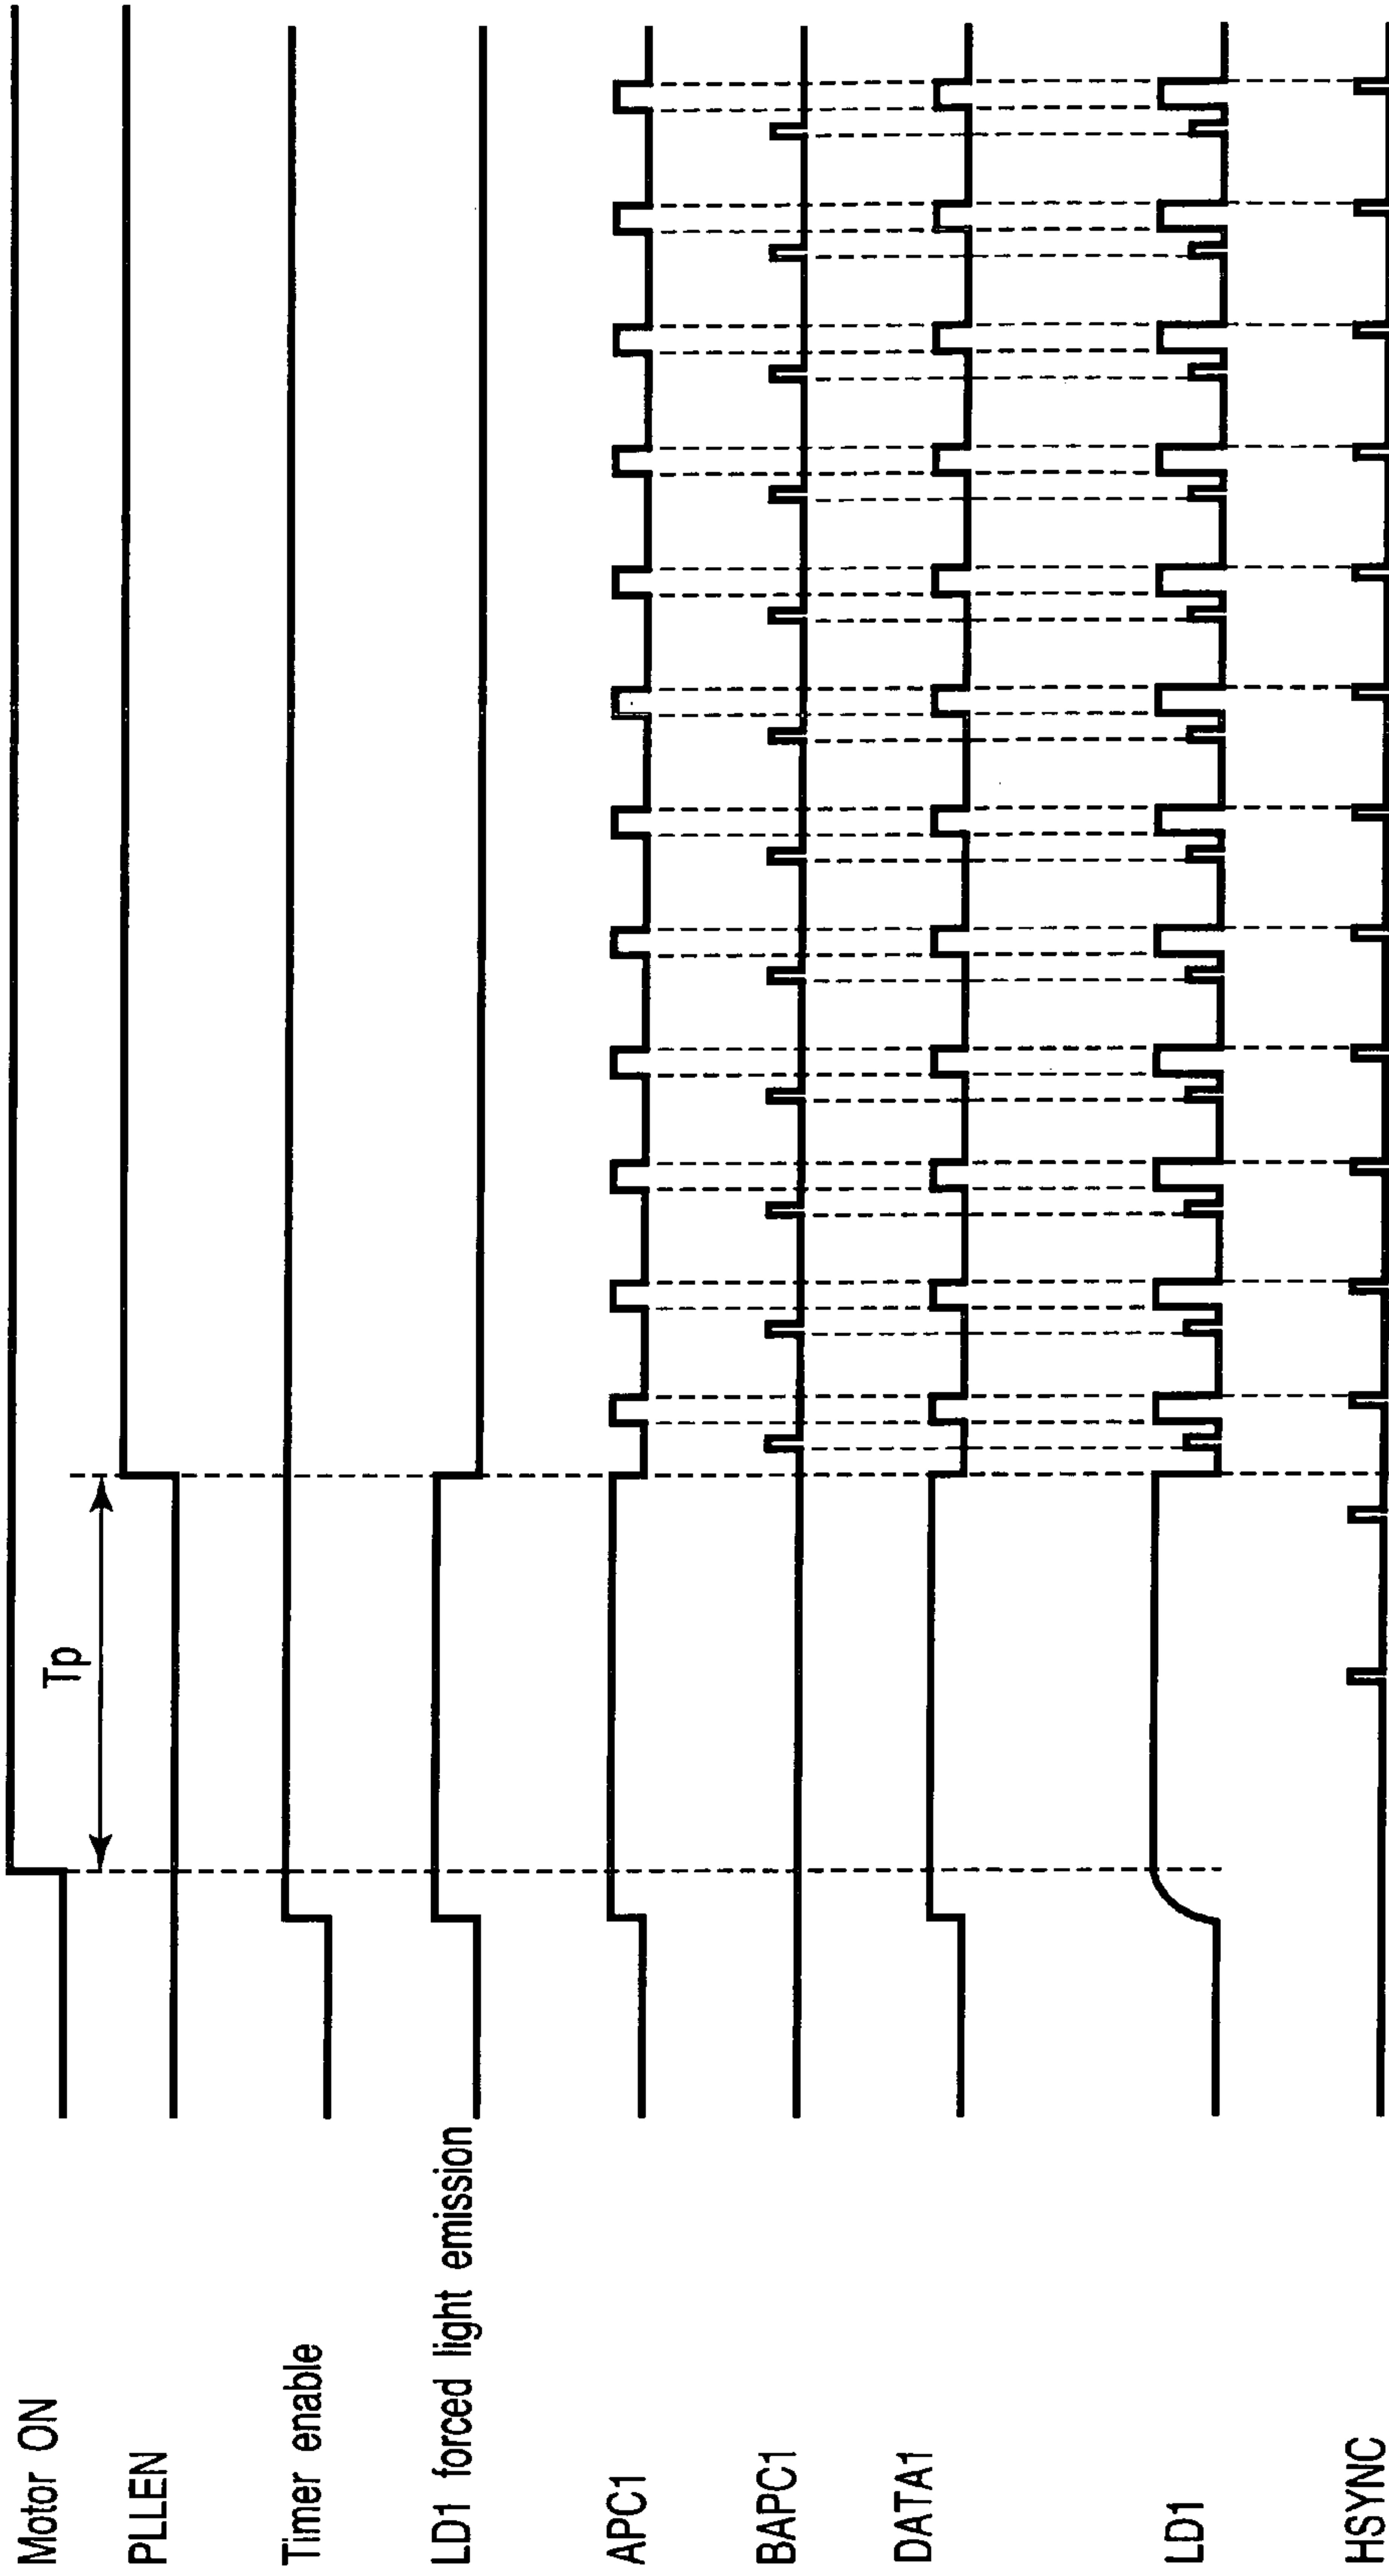 Motor ON
Tp
PLLEN
Timer enable
LD1 forced light emission
APC1
BAPC1
DATA1
LD1
HSYNC